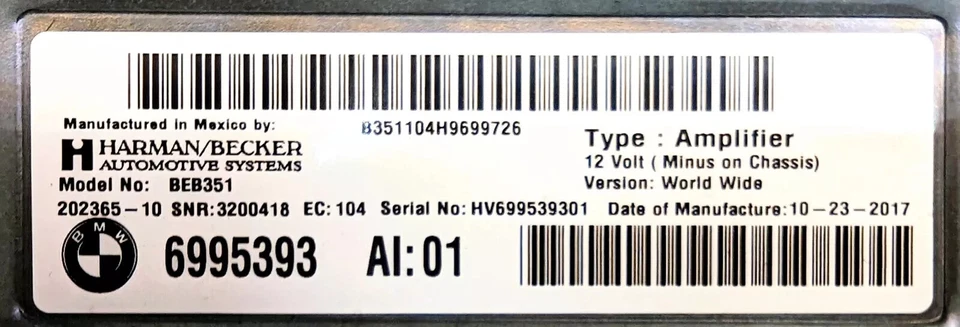 B351104H9699726
Manufactured in Mexico by:
H HARMAN/BECKER
AUTOMOTIVE SYSTEMS
Type : Amplifier
12 Volt ( Minus on Chassis)
Model No: BEB351
Version: World Wide
202365-10 SNR:3200418 EC:104 Serial No:HV699539301 Date of Manufacture:10-23-2017
BMW
6995393 AI:01